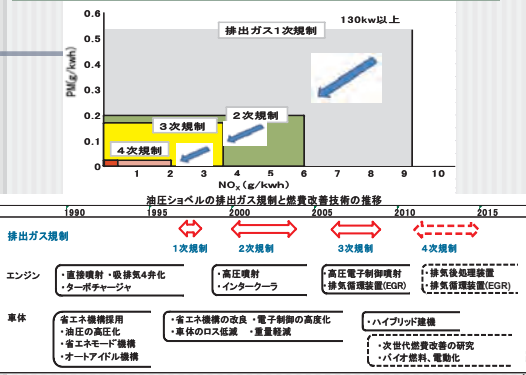 0.6
0.5
0.4
0.3
0.2
0.1
0
PM(g/kwh)
130kw以上
排出ガス1次規制
2次規制
3次規制
4次規制
1 2 3 4 5 6 7 8 9 10
NOX(g/kwh)
油圧ショベルの排出ガス規制と燃費改善技術の推移
1990 1995 2000 2005 2011 2015
排出ガス規制
1次規制 2次規制 3次規制 4次規制
エンジン
・直接噴射 ・吸排気4弁化
・ターボチャージャ
・高圧噴射
・インタークーラ
・高圧電子制御噴射
・排気循環装置(EGR)
・排気後処理装置
・排気循環装置(EGR)
車体
省エネ機構採用
・油圧の高圧化
・省エネモード機構
・オートアイドル機構
・省エネ機構の改良 ・電子制御の高度化
・車体のロス低減 ・重量軽減
・ハイブリッド建機
・次世代燃費改善の研究
・バイオ燃料、電動化